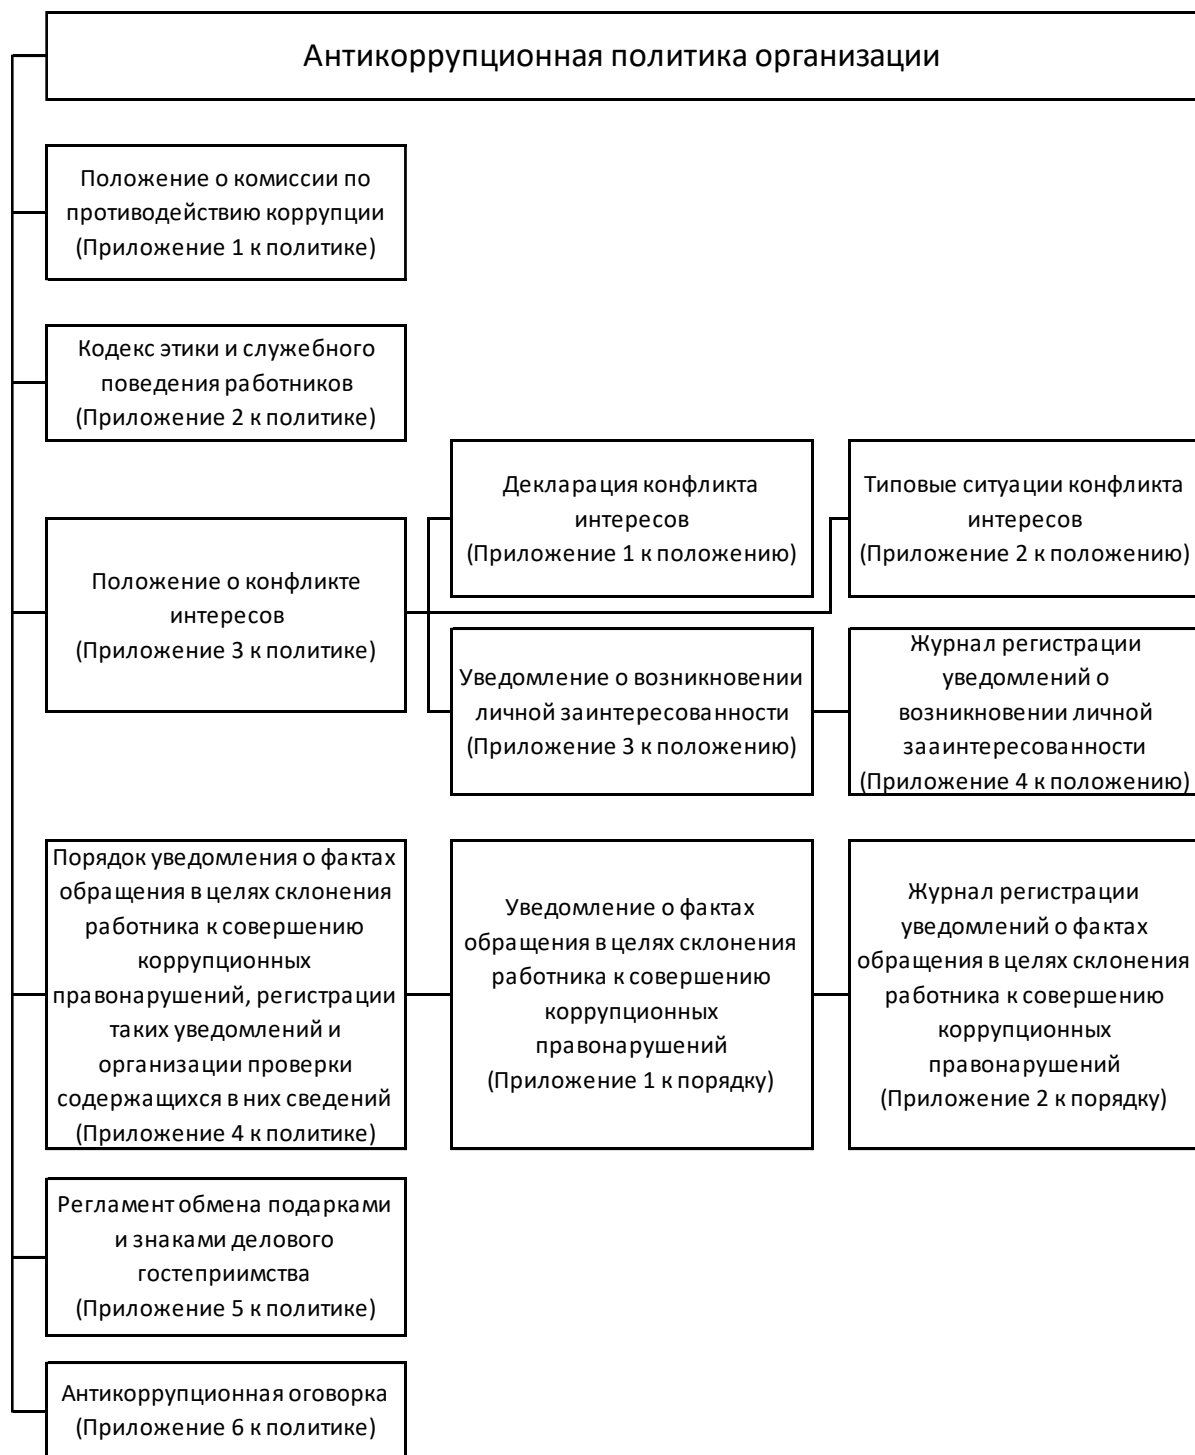 Антикоррупционная политика организации
Положение о комиссии по
противодействию коррупции
(Приложение 1 к политике)
Кодекс этики и служебного
поведения работников
(Приложение 2 к политике)
Положение о конфликте
интересов
(Приложение 3 к политике)
Декларация конфликта
интересов
(Приложение 1 к положению)
Типовые ситуации конфликта
интересов
(Приложение 2 к положению)
Уведомление о возникновении
личной заинтересованности
(Приложение 3 к положению)
Журнал регистрации
уведомлений о
возникновении личной
зааинтересованности
(Приложение 4 к положению)
Порядок уведомления о фактах
обращения в целях склонения
работника к совершению
коррупционных
правонарушений, регистрации
таких уведомлений и
организации проверки
содержащихся в них сведений
(Приложение 4 к политике)
Уведомление о фактах
обращения в целях склонения
работника к совершению
коррупционных
правонарушений
(Приложение 1 к порядку)
Журнал регистрации
уведомлений о фактах
обращения в целях склонения
работника к совершению
коррупционных
правонарушений
(Приложение 2 к порядку)
Регламент обмена подарками
и знаками делового
гостеприимства
(Приложение 5 к политике)
Антикоррупционная оговорка
(Приложение 6 к политике)